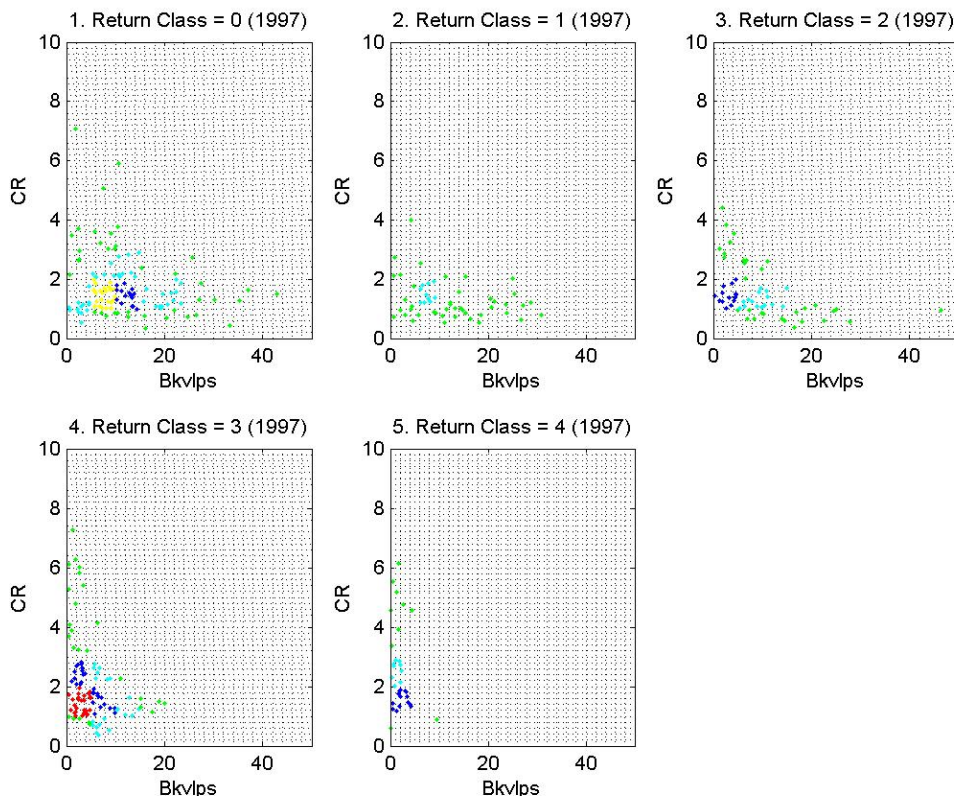 1. Return Class = 0 (1997)
10
8
6
4
2
0
CR
0 20 40
Bkvlps
2. Return Class = 1 (1997)
10
8
6
4
2
0
CR
0 20 40
Bkvlps
3. Return Class = 2 (1997)
10
8
6
4
2
0
CR
0 20 40
Bkvlps
4. Return Class = 3 (1997)
10
8
6
4
2
0
CR
0 20 40
Bkvlps
5. Return Class = 4 (1997)
10
8
6
4
2
0
CR
0 20 40
Bkvlps